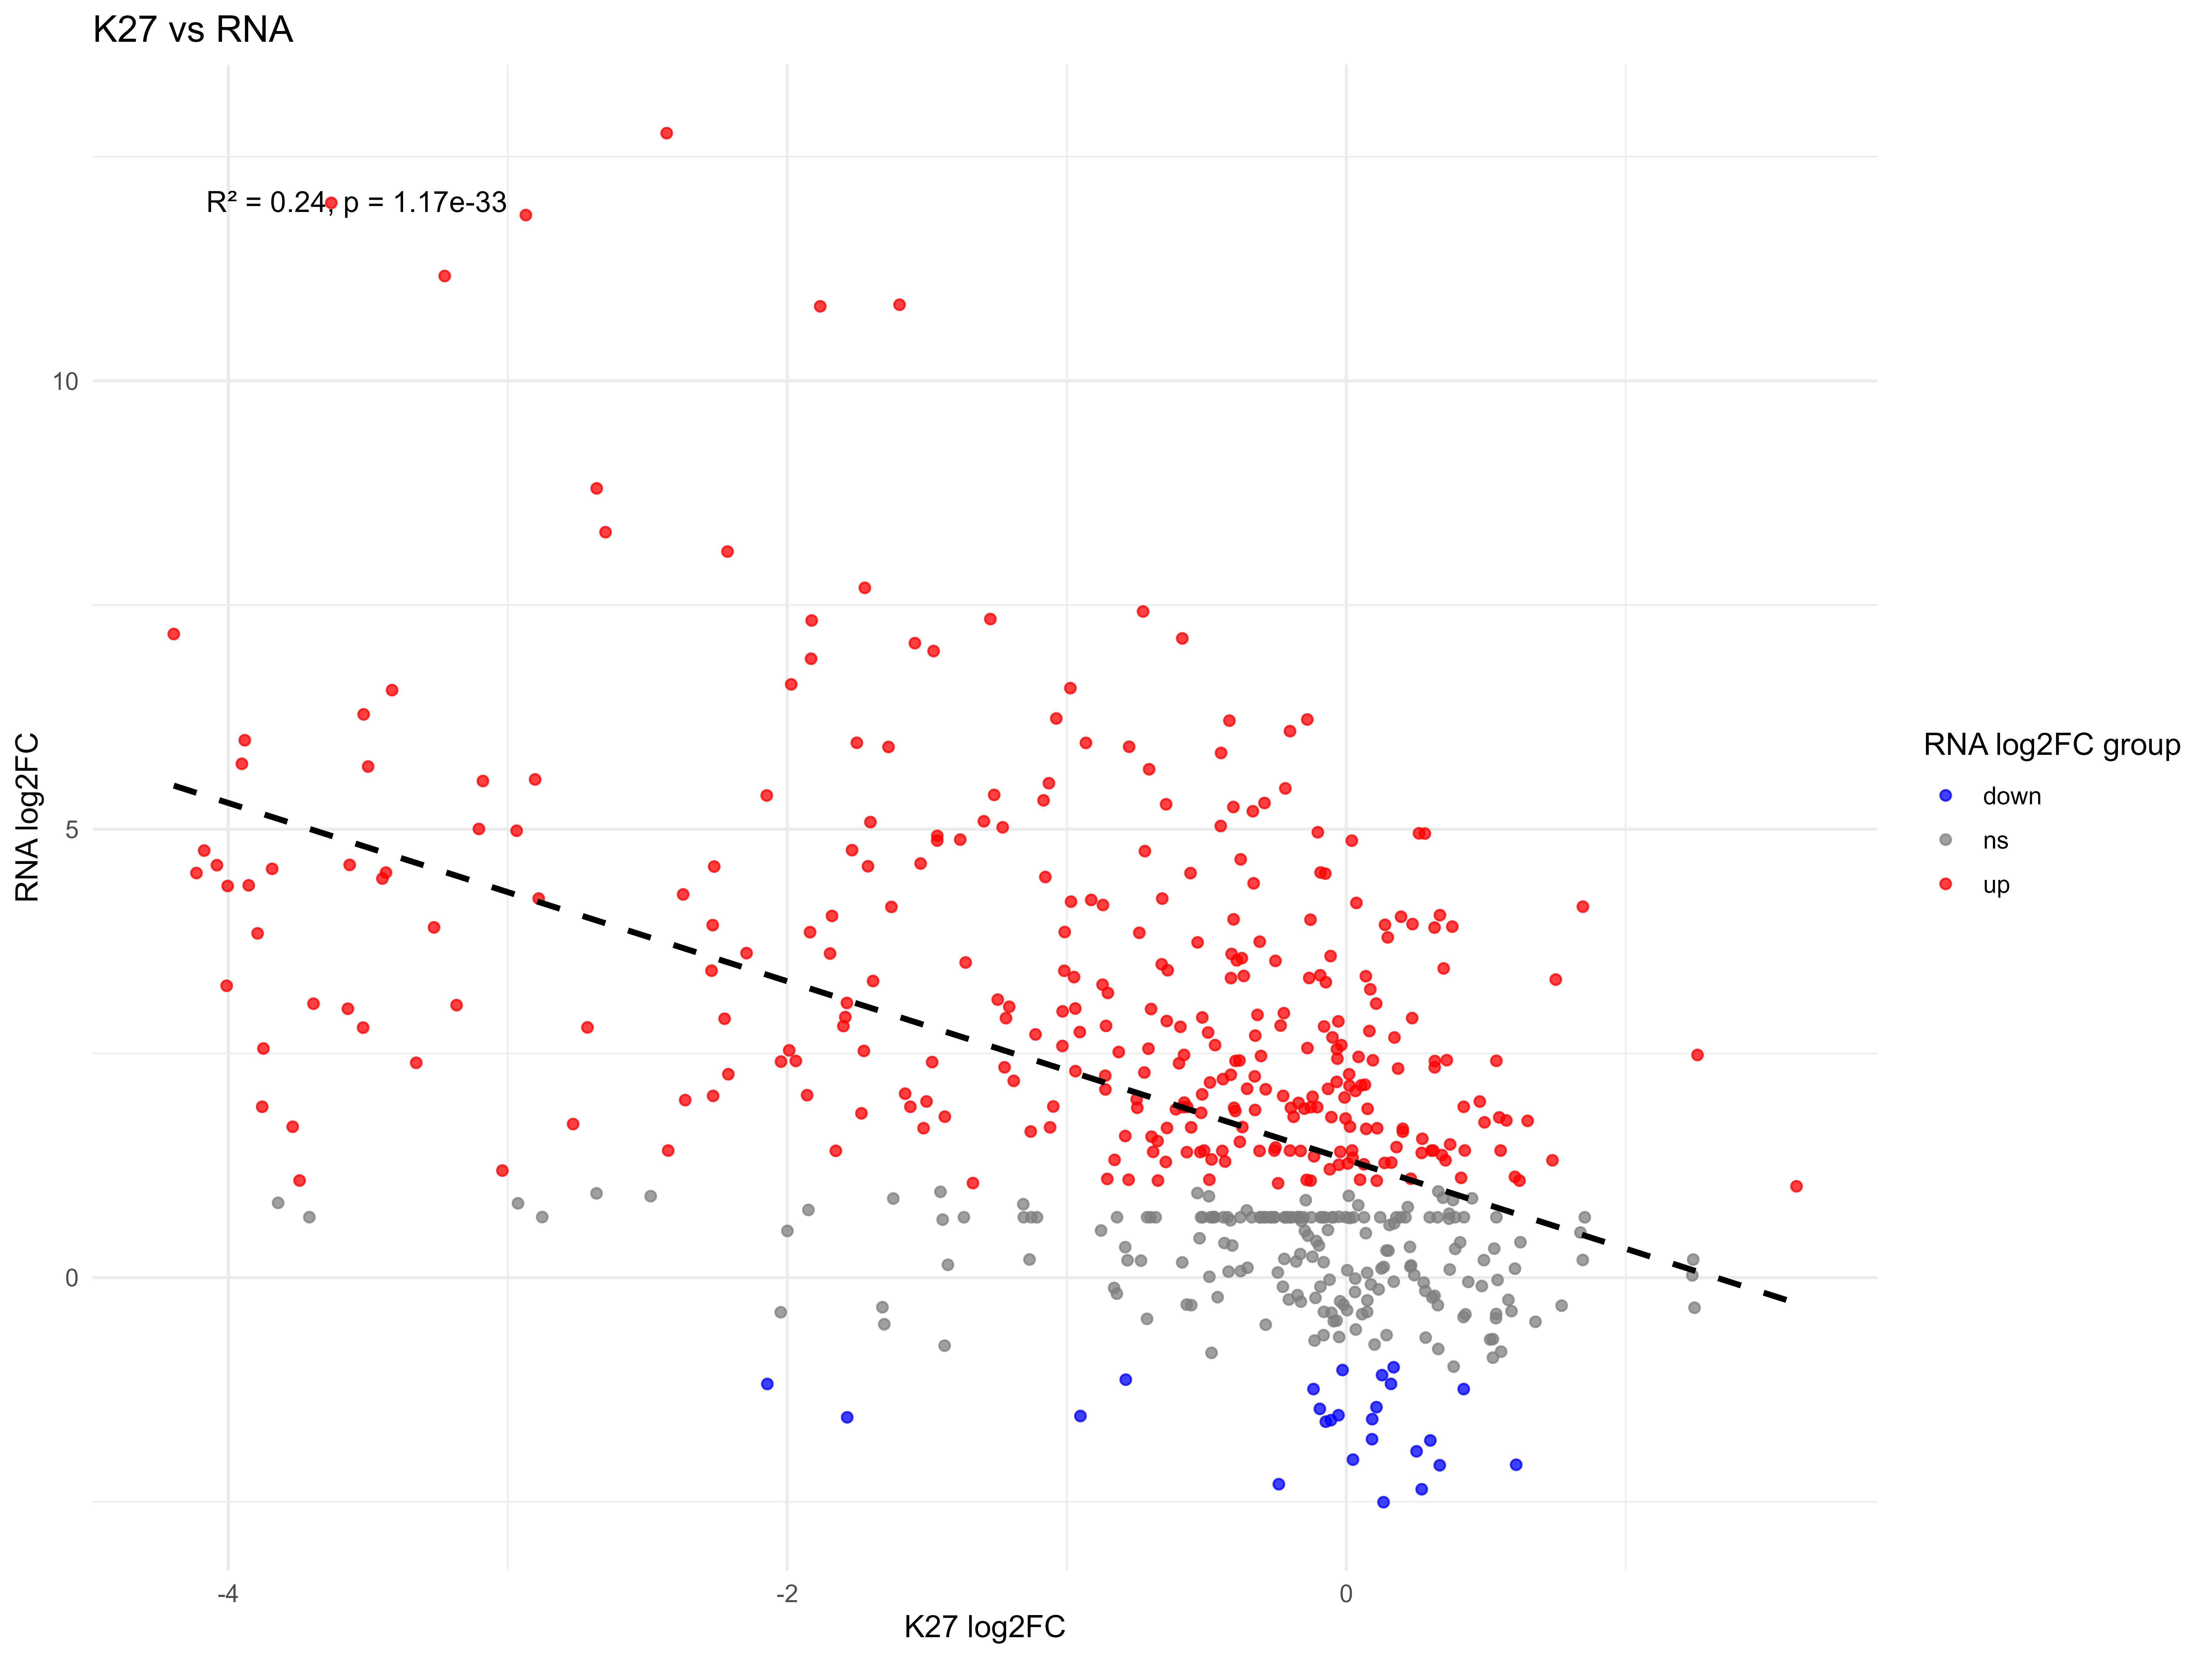 K27 vs RNA
R² = 0.24, p = 1.17e-33
10
5
0
RNA log2FC
-4
-2
0
K27 log2FC
RNA log2FC group
down
ns
up